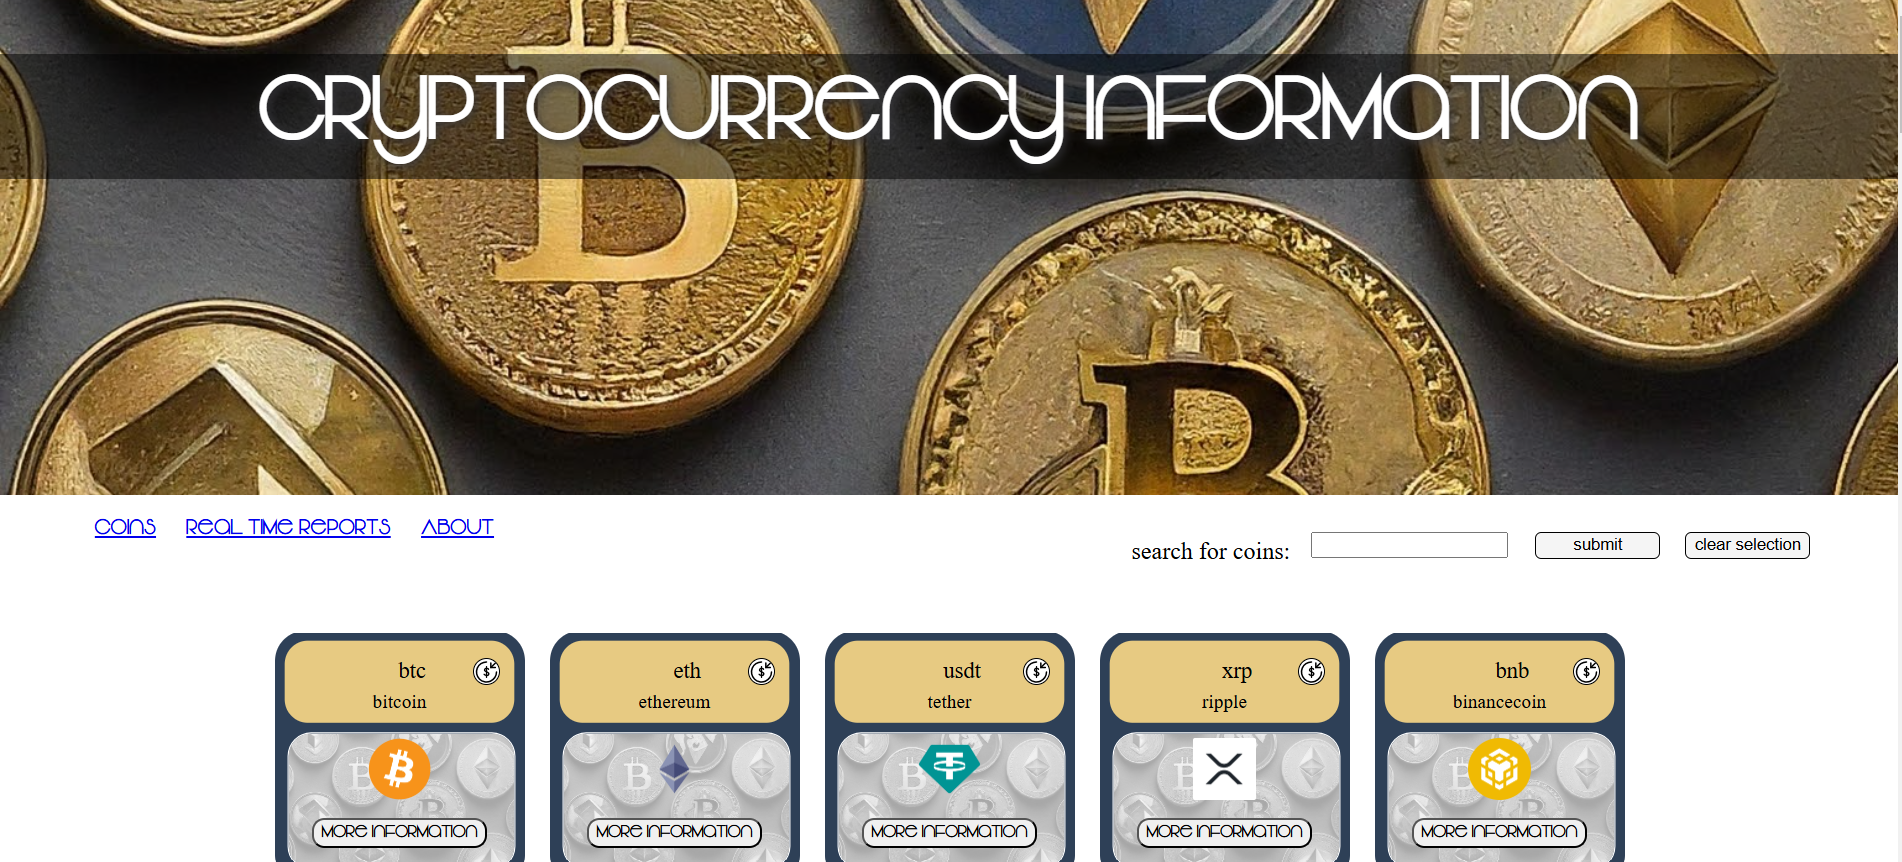 CRYPTOCURRENCY INFORMATION
COINS REAL TIME REPORTS ABOUT
search for coins: submit clear selection
btc eth usdt xrp bnb
bitcoin ethereum tether ripple binancecoin
MORE INFORMATION MORE INFORMATION MORE INFORMATION MORE INFORMATION MORE INFORMATION